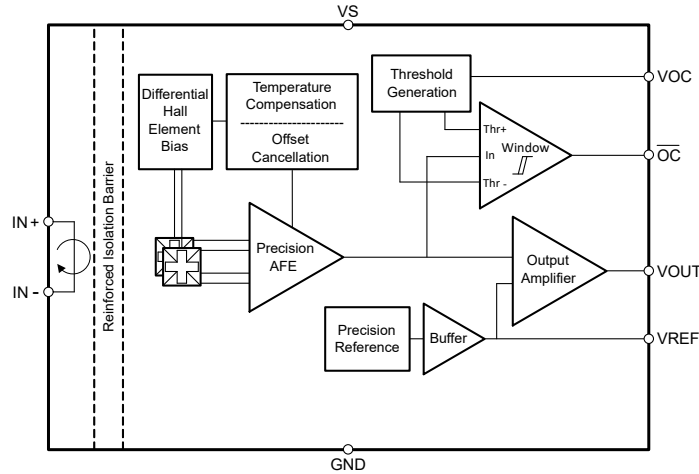 VS
Differential
Hall
Element
Bias
Temperature
Compensation
Offset
Cancellation
Threshold
Generation
VOC
Thr+
In
Window
Thr -
OC
Reinforced Isolation Barrier
IN+
IN -
Precision
AFE
Output
Amplifier
VOUT
Precision
Reference
Buffer
VREF
GND